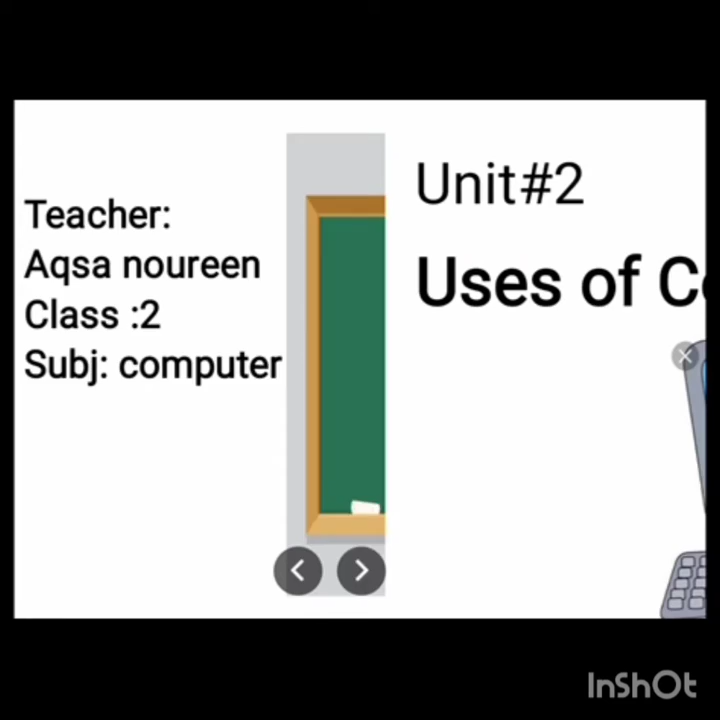 Teacher:
Aqsa noureen
Class :2
Subj: computer
Unit#2
Uses of
InShOt